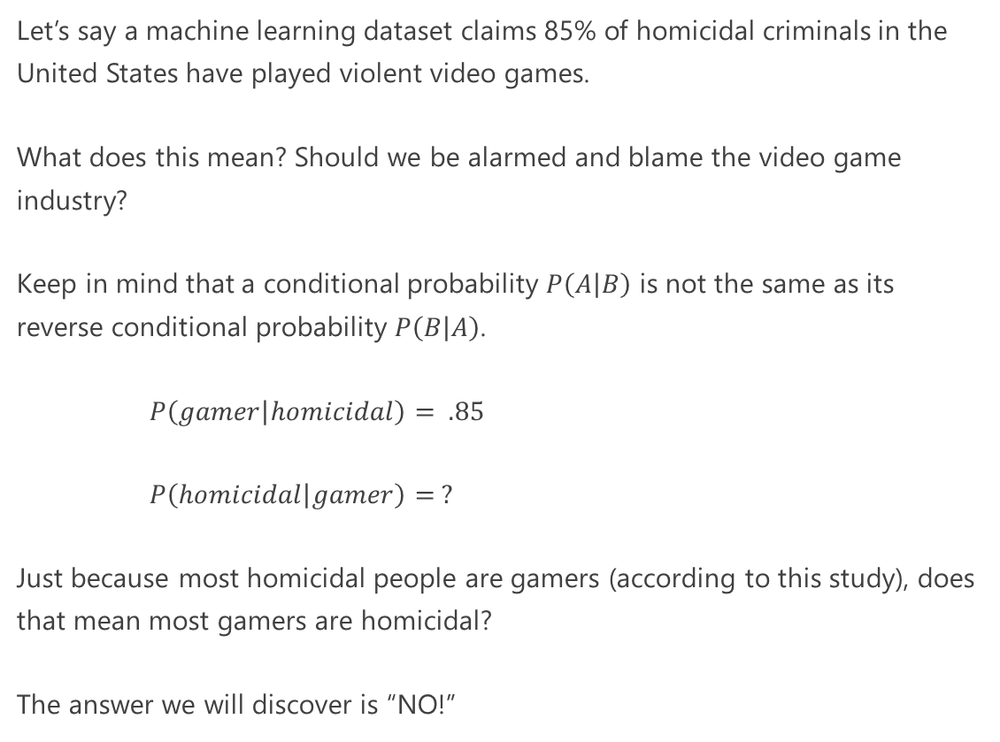 Let’s say a machine learning dataset claims 85% of homicidal criminals in the
United States have played violent video games.
What does this mean? Should we be alarmed and blame the video game
industry?
Keep in mind that a conditional probability P(A|B) is not the same as its
reverse conditional probability P(B|A).
P(gamer|homicidal) = .85
P(homicidal|gamer) = ?
Just because most homicidal people are gamers (according to this study), does
that mean most gamers are homicidal?
The answer we will discover is “NO!”